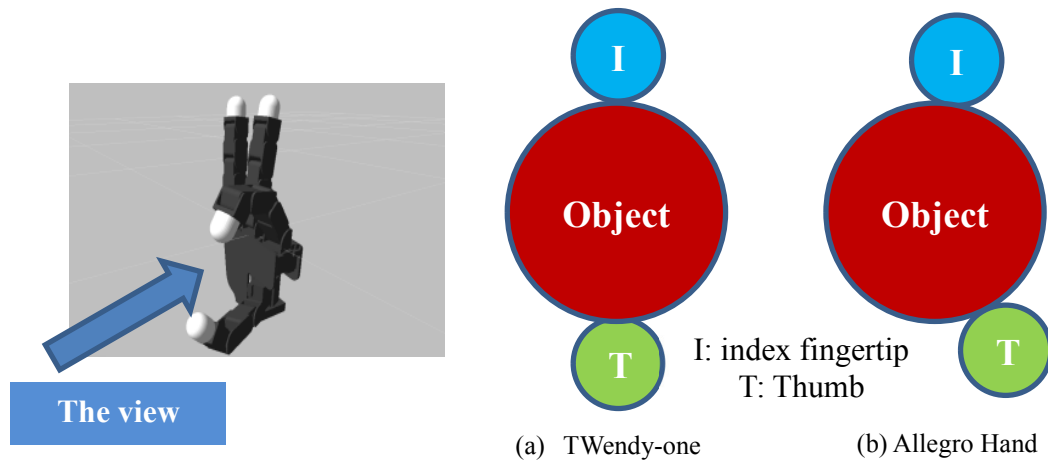 The view
I
Object
T
I
Object
T
I: index fingertip
T: Thumb
(a) TWendy-one
(b) Allegro Hand